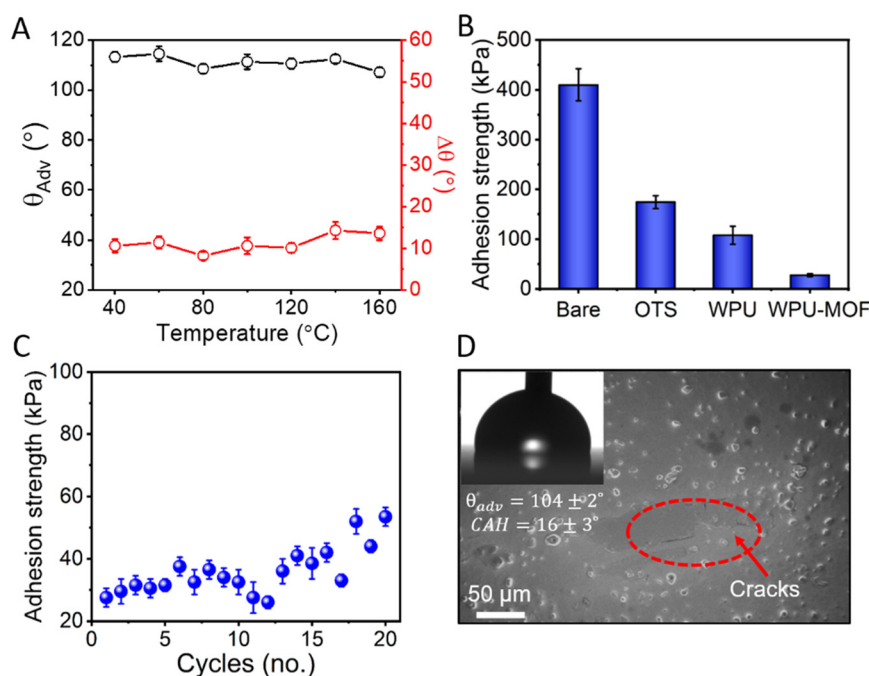 A
120
100
80
60
40
20
θAdv (°)
60
50
40
30
20
10
0
Δθ (°)
40 80 120 160
Temperature (°C)
B
500
400
300
200
100
0
Adhesion strength (kPa)
Bare OTS WPU WPU-MOF
C
100
80
60
40
20
Adhesion strength (kPa)
0 5 10 15 20
Cycles (no.)
D
θadv = 104 ± 2°
CAH = 16 ± 3°
Cracks
50 μm